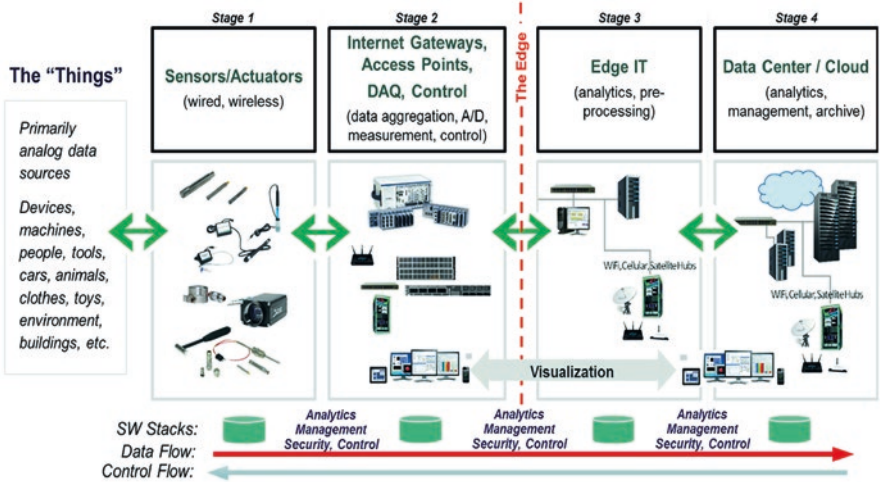 Stage 1
Stage 2
Stage 3
Stage 4
The "Things"
Primarily
analog data
sources
Devices,
machines,
people, tools,
cars, animals,
clothes, toys,
environment,
buildings, etc.
Sensors/Actuators
(wired, wireless)
Internet Gateways,
Access Points,
DAQ, Control
(data aggregation, A/D,
measurement, control)
The Edge
Edge IT
(analytics, pre-
processing)
Data Center / Cloud
(analytics,
management, archive)
WiFi,Cellular,SatelliteHubs
WiFi,Cellular,SatelliteHubs
Visualization
SW Stacks:
Analytics
Management
Security, Control
Analytics
Management
Security, Control
Analytics
Management
Security, Control
Data Flow:
Control Flow: